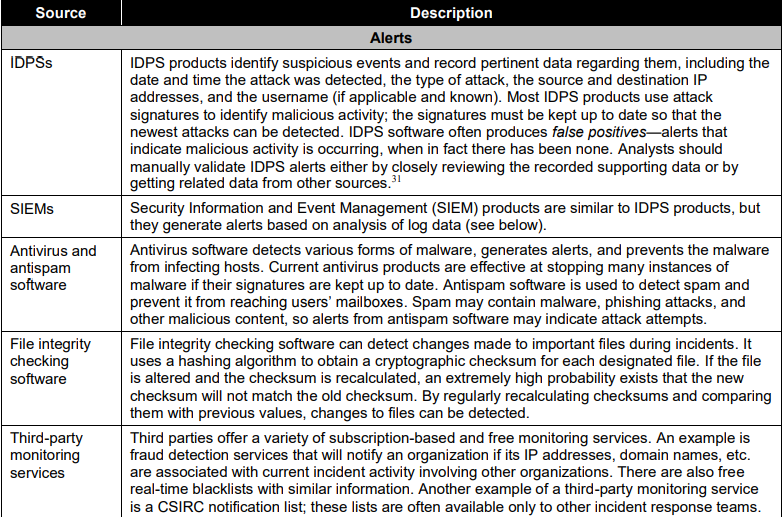 Source Description
Alerts
IDPSs
IDPS products identify suspicious events and record pertinent data regarding them, including the
date and time the attack was detected, the type of attack, the source and destination IP
addresses, and the username (if applicable and known). Most IDPS products use attack
signatures to identify malicious activity; the signatures must be kept up to date so that the
newest attacks can be detected. IDPS software often produces false positives—alerts that
indicate malicious activity is occurring, when in fact there has been none. Analysts should
manually validate IDPS alerts either by closely reviewing the recorded supporting data or by
getting related data from other sources.31
SIEMs
Security Information and Event Management (SIEM) products are similar to IDPS products, but
they generate alerts based on analysis of log data (see below).
Antivirus and
antispam
software
Antivirus software detects various forms of malware, generates alerts, and prevents the malware
from infecting hosts. Current antivirus products are effective at stopping many instances of
malware if their signatures are kept up to date. Antispam software is used to detect spam and
prevent it from reaching users' mailboxes. Spam may contain malware, phishing attacks, and
other malicious content, so alerts from antispam software may indicate attack attempts.
File integrity
checking
software
File integrity checking software can detect changes made to important files during incidents. It
uses a hashing algorithm to obtain a cryptographic checksum for each designated file. If the file
is altered and the checksum is recalculated, an extremely high probability exists that the new
checksum will not match the old checksum. By regularly recalculating checksums and comparing
them with previous values, changes to files can be detected.
Third-party
monitoring
services
Third parties offer a variety of subscription-based and free monitoring services. An example is
fraud detection services that will notify an organization if its IP addresses, domain names, etc.
are associated with current incident activity involving other organizations. There are also free
real-time blacklists with similar information. Another example of a third-party monitoring service
is a CSIRC notification list; these lists are often available only to other incident response teams.